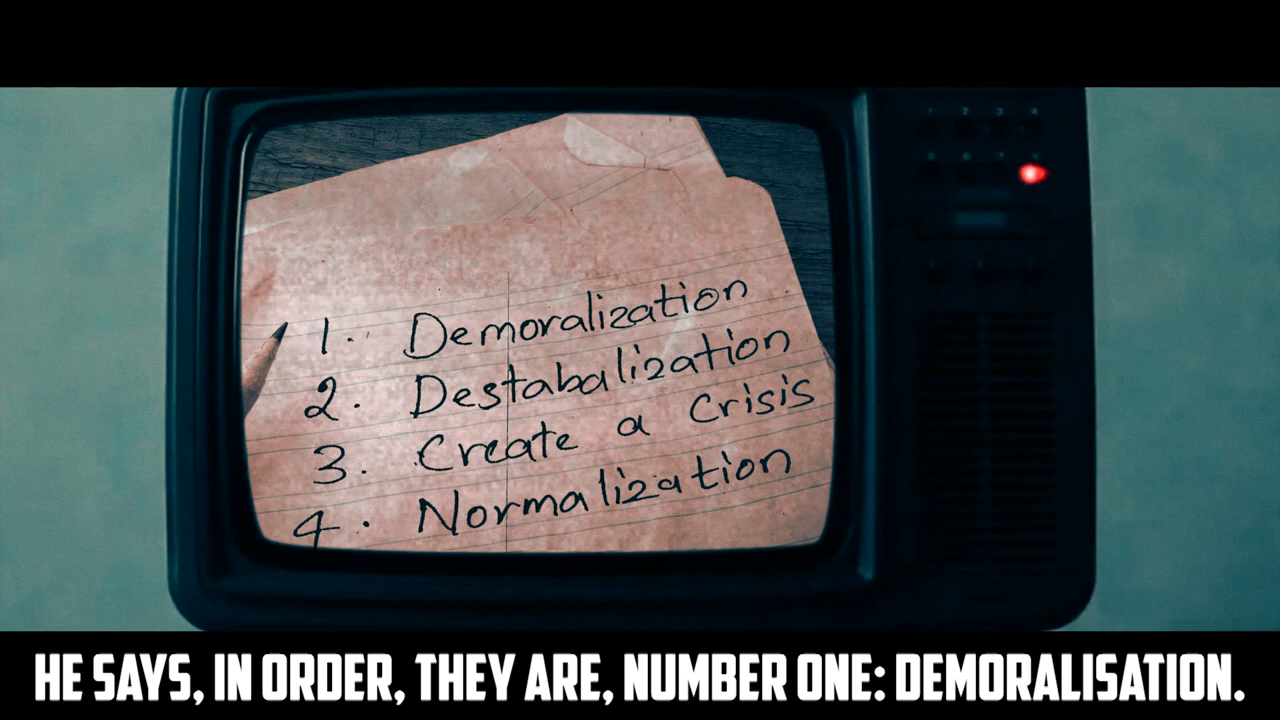 1. Demoralization
2. Destabalization
3. Create a Crisis
4. Normalization
HE SAYS, IN ORDER, THEY ARE, NUMBER ONE: DEMORALISATION.